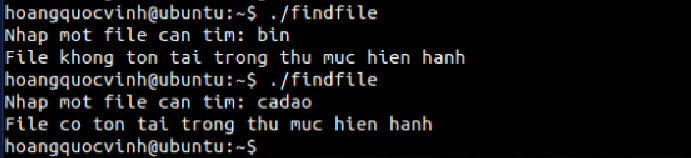 hoangquocvinh@ubuntu:~$ ./findfile
Nhap mot file can tim: bin
File khong ton tai trong thu muc hien hanh
hoangquocvinh@ubuntu:~$ ./findfile
Nhap mot file can tim: cadao
File co ton tai trong thu muc hien hanh
hoangquocvinh@ubuntu:~$